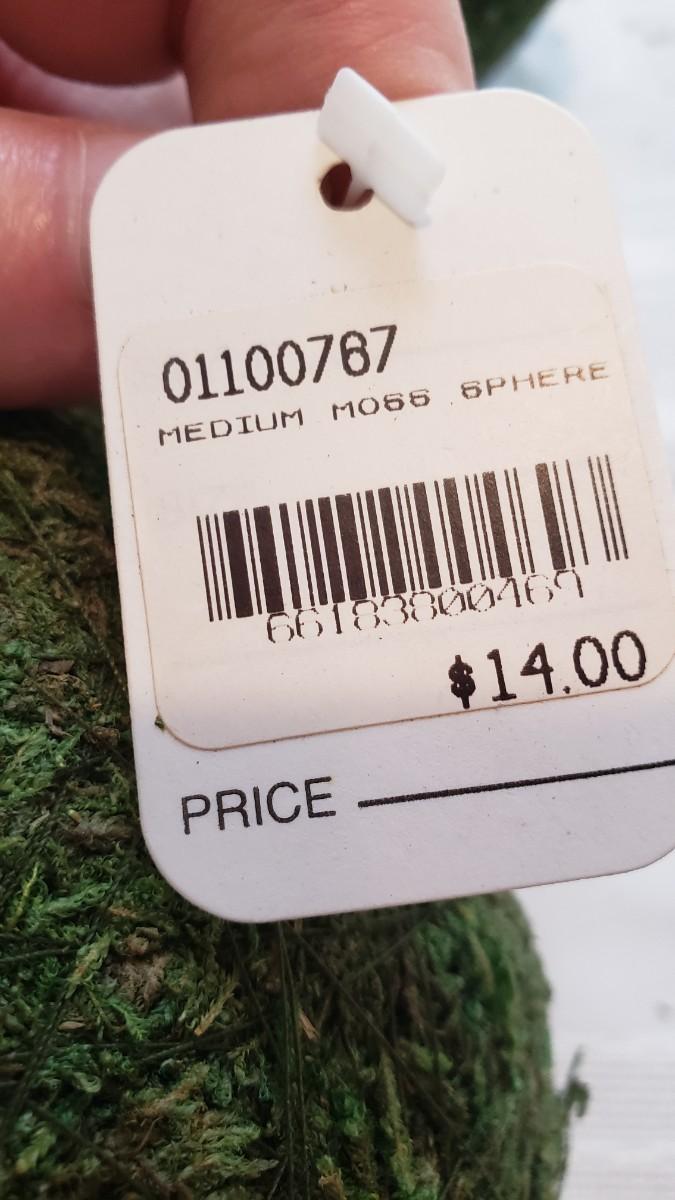 01100767
MEDIUM MOSS SPHERE
66183800469
$14.00
PRICE